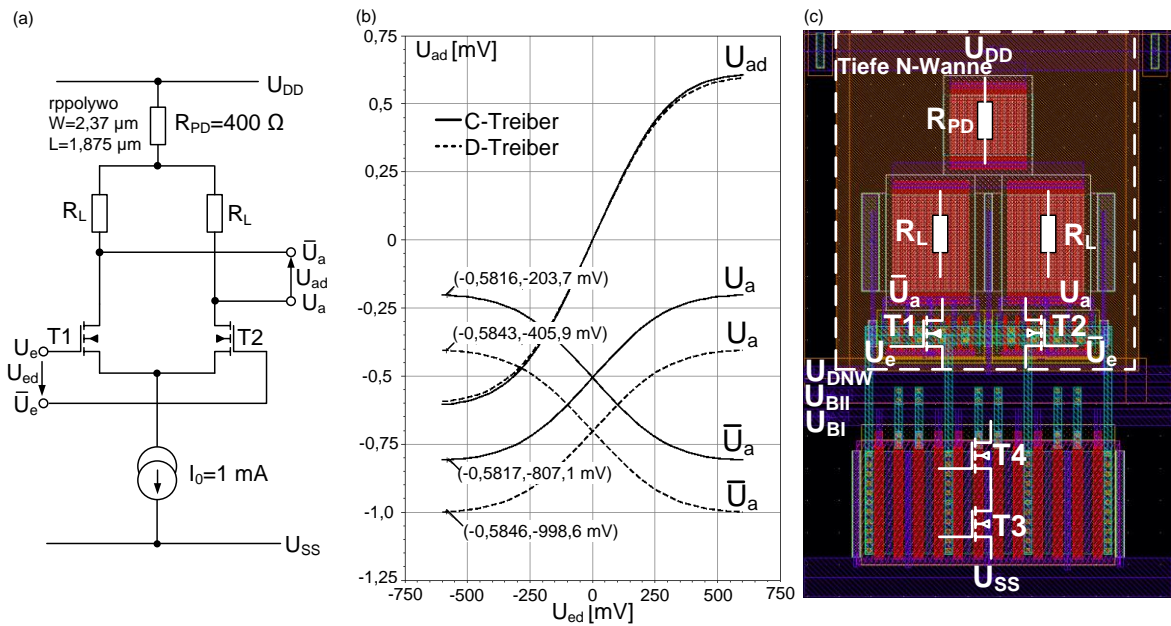 (a)
U_DD
rppolywo
W=2,37 µm
L=1,875 µm
R_PD=400 Ω
R_L
R_L
Ū_a
U_ad
U_a
T1
T2
U_e
U_ed
Ū_e
I_0=1 mA
U_SS
(b)
U_ad [mV]
0,75
0,5
0,25
0
-0,25
-0,5
-0,75
-1,0
-1,25
U_ad
C-Treiber
D-Treiber
(-0,5816,-203,7 mV)
U_a
(-0,5843,-405,9 mV)
U_a
(-0,5817,-807,1 mV)
Ū_a
(-0,5846,-998,6 mV)
Ū_a
-750
-500
-250
0
250
500
750
U_ed [mV]
(c)
U_DD
Tiefe N-Wanne
R_PD
R_L
R_L
Ū_a
U_a
T1
T2
U_e
Ū_e
U_DNW
U_BII
U_BI
T4
T3
U_SS